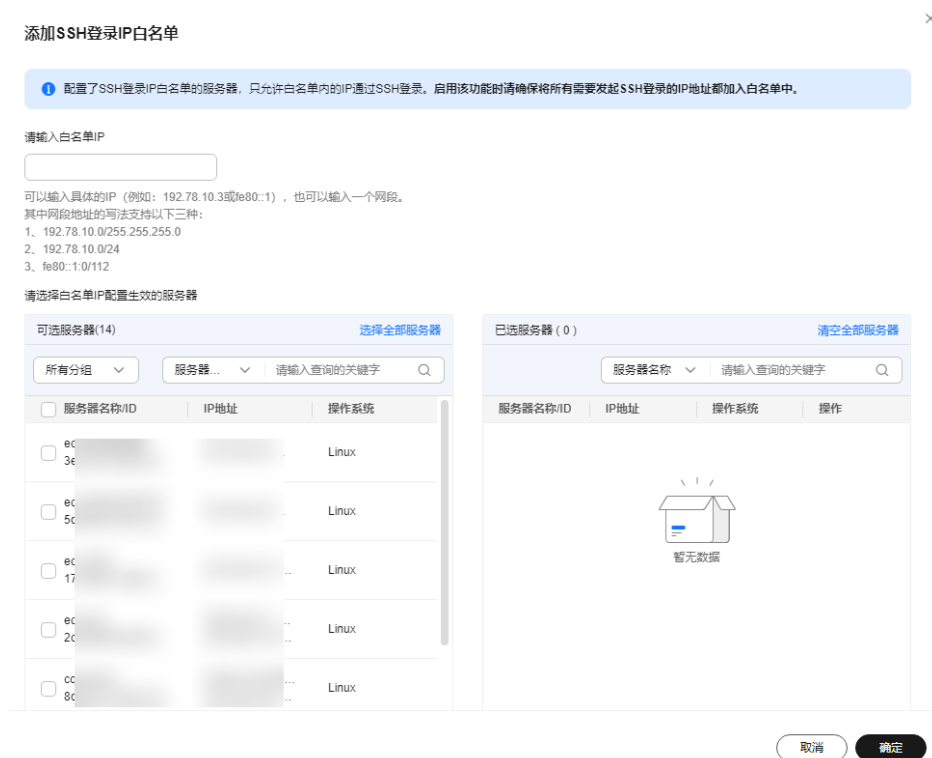 添加SSH登录IP白名单
配置了SSH登录IP白名单的服务器，只允许白名单内的IP通过SSH登录。启用该功能时请确保将所有需要发起SSH登录的IP地址都加入白名单中。
请输入白名单IP
可以输入具体的IP（例如：192.78.10.3或fe80::1），也可以输入一个网段。
其中网段地址的写法支持以下三种：
1、192.78.10.0/255.255.255.0
2、192.78.10.0/24
3、fe80::1:0/112
请选择白名单IP配置生效的服务器
可选服务器(14) 选择全部服务器
已选服务器 ( 0 ) 清空全部服务器
所有分组 服务器... 请输入查询的关键字
服务器名称 请输入查询的关键字
服务器名称/ID IP地址 操作系统
服务器名称/ID IP地址 操作系统 操作
Linux
Linux
Linux
Linux
Linux
暂无数据
取消 确定